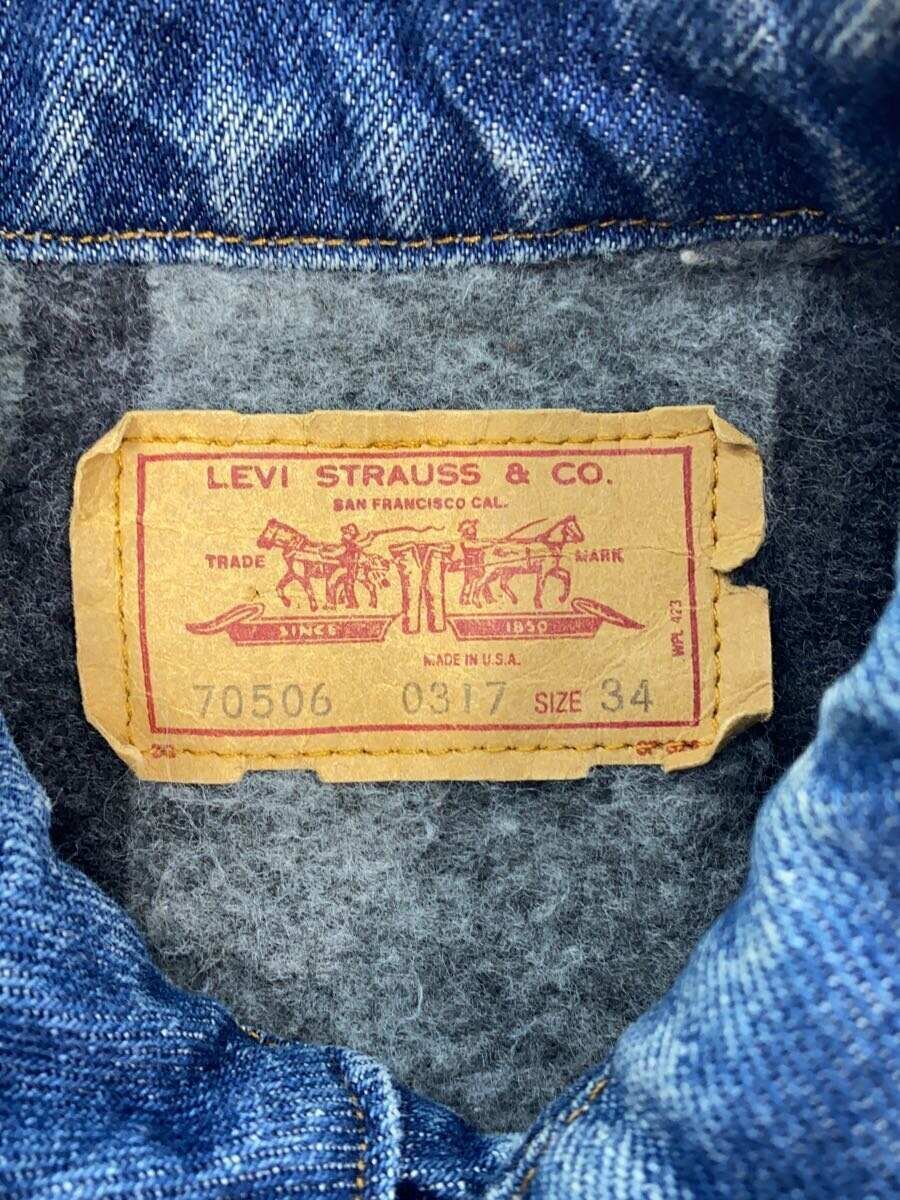 LEVI STRAUSS & CO.
SAN FRANCISCO CAL.
TRADE MARK
SINCE 1850
MADE IN U.S.A.
WPL 423
70506 0317 SIZE 34